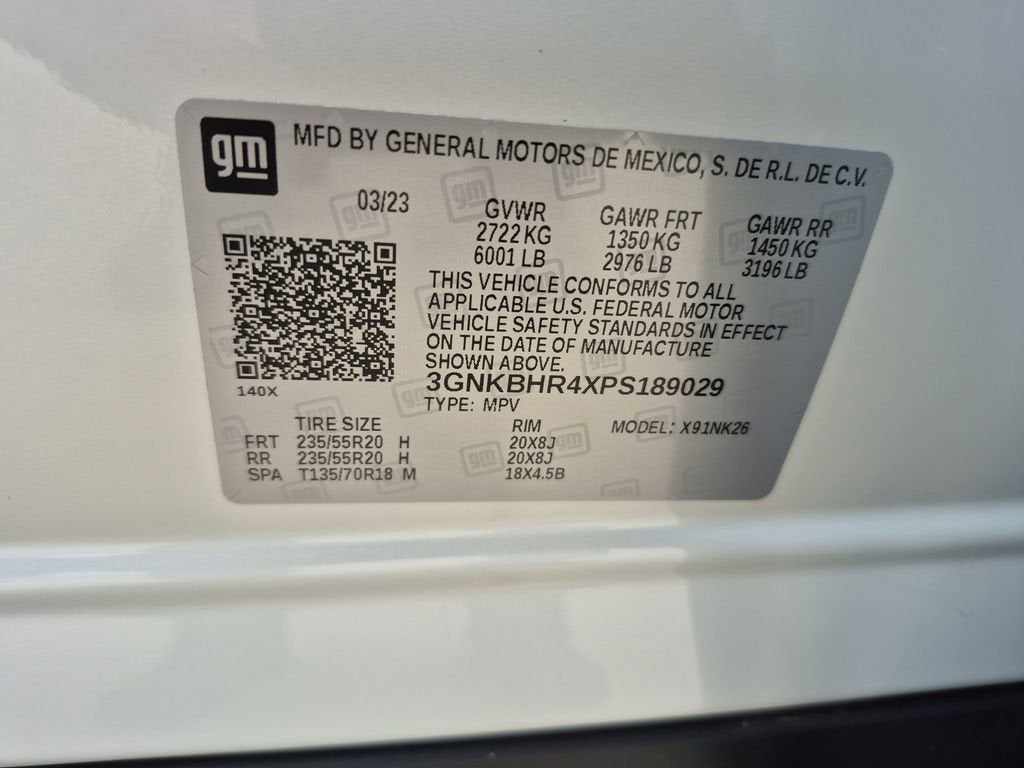 gm
MFD BY GENERAL MOTORS DE MEXICO, S. DE R.L. DE C.V.
03/23
GVWR GAWR FRT GAWR RR
2722 KG 1350 KG 1450 KG
6001 LB 2976 LB 3196 LB
THIS VEHICLE CONFORMS TO ALL
APPLICABLE U.S. FEDERAL MOTOR
VEHICLE SAFETY STANDARDS IN EFFECT
ON THE DATE OF MANUFACTURE
SHOWN ABOVE.
3GNKBHR4XPS189029
140X
TYPE: MPV
TIRE SIZE RIM MODEL: X91NK26
FRT 235/55R20 H 20X8J
RR 235/55R20 H 20X8J
SPA T135/70R18 M 18X4.5B